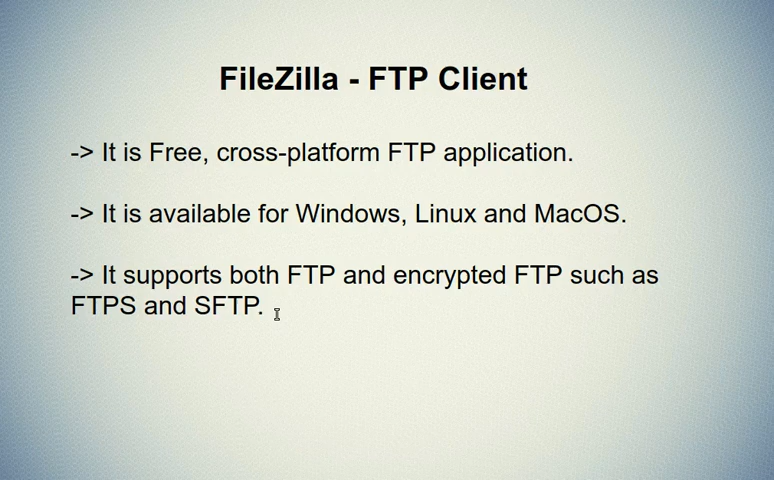 FileZilla - FTP Client
-> It is Free, cross-platform FTP application.
-> It is available for Windows, Linux and MacOS.
-> It supports both FTP and encrypted FTP such as
FTPS and SFTP.